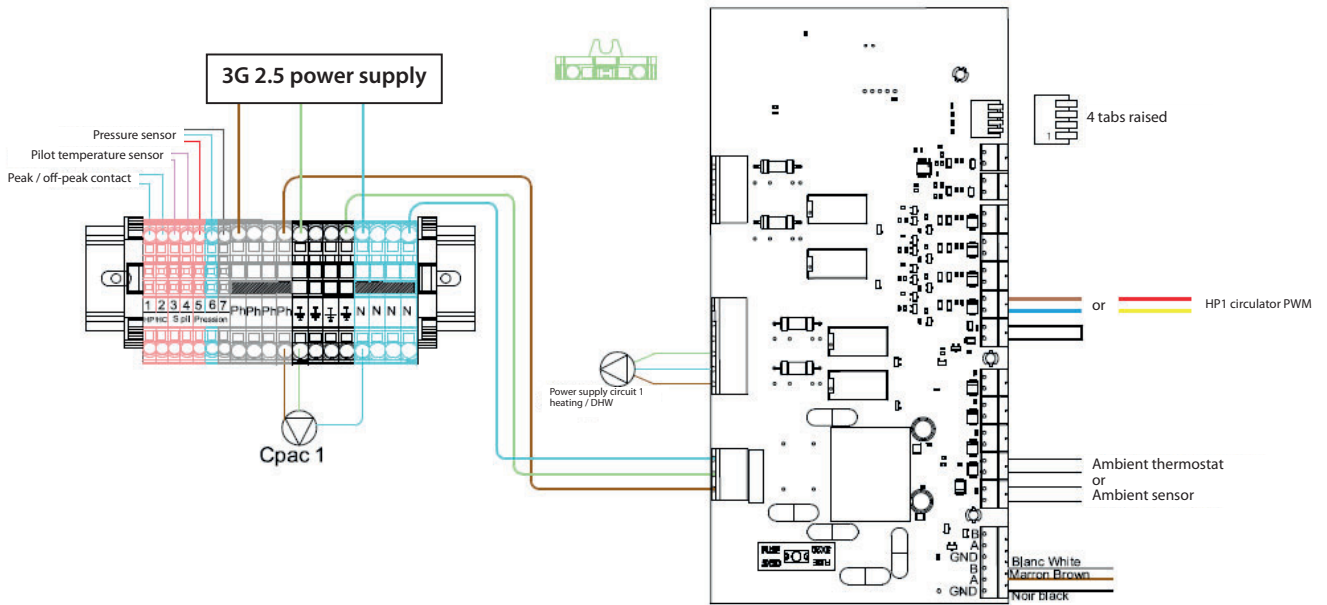 3G 2.5 power supply
Pressure sensor
Pilot temperature sensor
Peak / off-peak contact
1 2 3 4 5 6 7
HP HC S pil Pression
Ph Ph Ph Ph
N N N N
Cpac 1
Power supply circuit 1
heating / DHW
1
4 tabs raised
or
HP1 circulator PWM
Ambient thermostat
or
Ambient sensor
B
A
GND
B
A
GND
Blanc White
Marron Brown
Noir black
FUSE